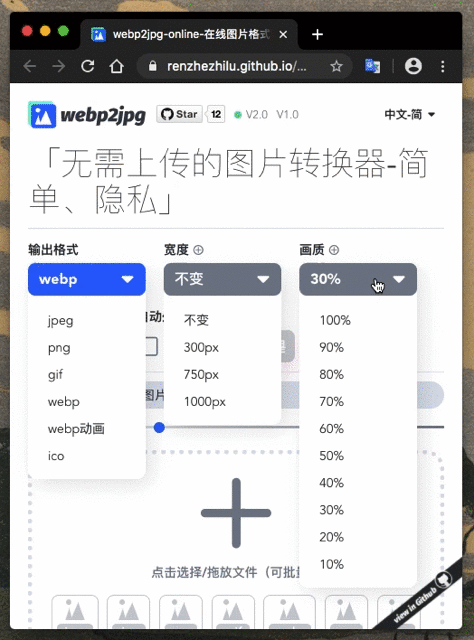 webp2jpg-online-在线图片格式
renzhezhilu.github.io/...
webp2jpg Star 12 V2.0 V1.0 中文-简
「无需上传的图片转换器-简
单、隐私」
输出格式 宽度 画质
webp 不变 30%
jpeg 不变 100%
png 300px 90%
gif 750px 80%
webp 1000px 70%
webp动画 60%
ico 50%
40%
30%
20%
10%
图片
点击选择/拖放文件（可批
view in Github